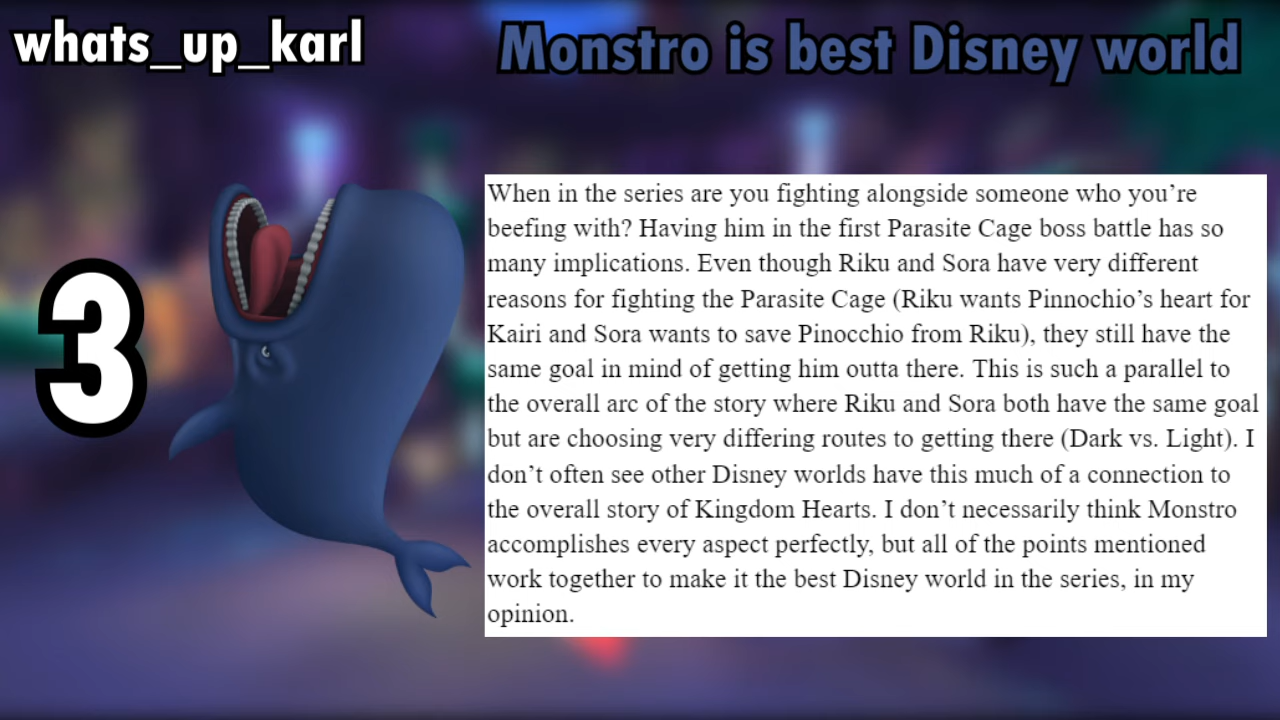 whats_up_karl
Monstro is best Disney world
3
When in the series are you fighting alongside someone who you’re
beefing with? Having him in the first Parasite Cage boss battle has so
many implications. Even though Riku and Sora have very different
reasons for fighting the Parasite Cage (Riku wants Pinnochio’s heart for
Kairi and Sora wants to save Pinocchio from Riku), they still have the
same goal in mind of getting him outta there. This is such a parallel to
the overall arc of the story where Riku and Sora both have the same goal
but are choosing very differing routes to getting there (Dark vs. Light). I
don’t often see other Disney worlds have this much of a connection to
the overall story of Kingdom Hearts. I don’t necessarily think Monstro
accomplishes every aspect perfectly, but all of the points mentioned
work together to make it the best Disney world in the series, in my
opinion.